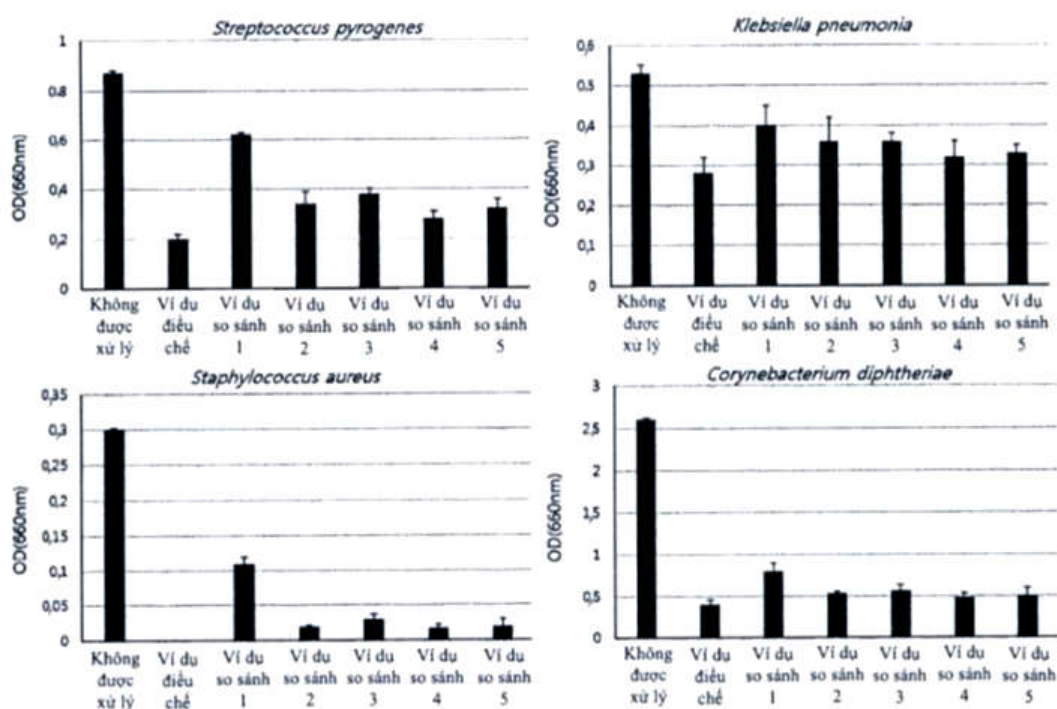 Streptococcus pyrogenes
OD(660nm)
1
0,8
0,6
0,4
0,2
0
Không được xử lý
Ví dụ điều chế
Ví dụ so sánh 1
Ví dụ so sánh 2
Ví dụ so sánh 3
Ví dụ so sánh 4
Ví dụ so sánh 5
Klebsiella pneumonia
OD(660nm)
0,6
0,5
0,4
0,3
0,2
0,1
0
Không được xử lý
Ví dụ điều chế
Ví dụ so sánh 1
Ví dụ so sánh 2
Ví dụ so sánh 3
Ví dụ so sánh 4
Ví dụ so sánh 5
Staphylococcus aureus
OD(660nm)
0,35
0,3
0,25
0,2
0,15
0,1
0,05
0
Không được xử lý
Ví dụ điều chế
Ví dụ so sánh 1
Ví dụ so sánh 2
Ví dụ so sánh 3
Ví dụ so sánh 4
Ví dụ so sánh 5
Corynebacterium diphtheriae
OD(660nm)
3
2,5
2
1,5
1
0,5
0
Không được xử lý
Ví dụ điều chế
Ví dụ so sánh 1
Ví dụ so sánh 2
Ví dụ so sánh 3
Ví dụ so sánh 4
Ví dụ so sánh 5